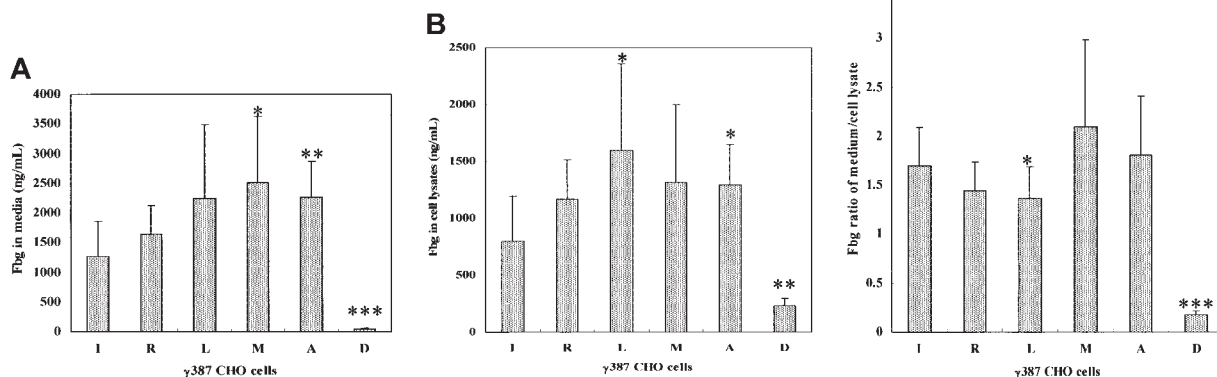 A
Fbg in media (ng/mL)
4000
3500
3000
2500
2000
1500
1000
500
0
*
**
***
I R L M A D
γ387 CHO cells
B
Fbg in cell lysates (ng/mL)
2500
2000
1500
1000
500
0
*
*
**
I R L M A D
γ387 CHO cells
Fbg ratio of medium/cell lysate
3
2.5
2
1.5
1
0.5
0
*
***
I R L M A D
γ387 CHO cells